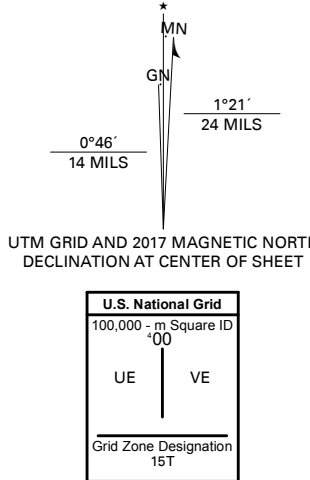 ★
MN
GN
1°21´
24 MILS
0°46´
14 MILS
UTM GRID AND 2017 MAGNETIC NORTH
DECLINATION AT CENTER OF SHEET
U.S. National Grid
100,000 - m Square ID
⁴00
UE VE
Grid Zone Designation
15T